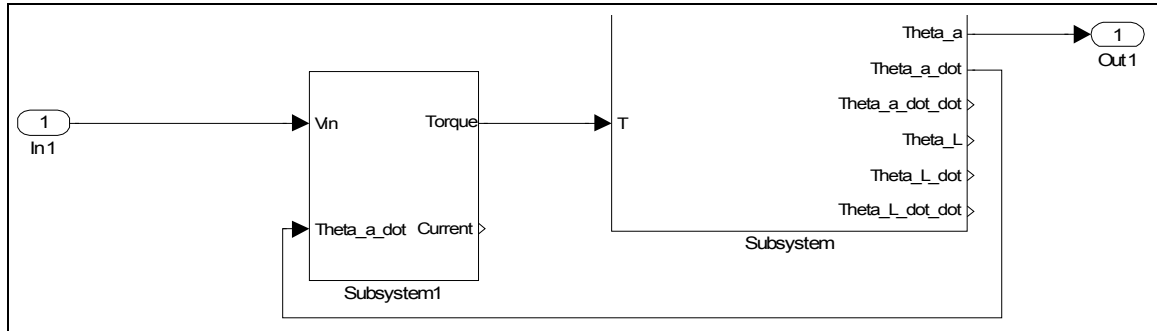 1
In1
Vin
Torque
Theta_a_dot
Current
Subsystem1
T
Theta_a
Theta_a_dot
Theta_a_dot_dot
Theta_L
Theta_L_dot
Theta_L_dot_dot
Subsystem
1
Out1